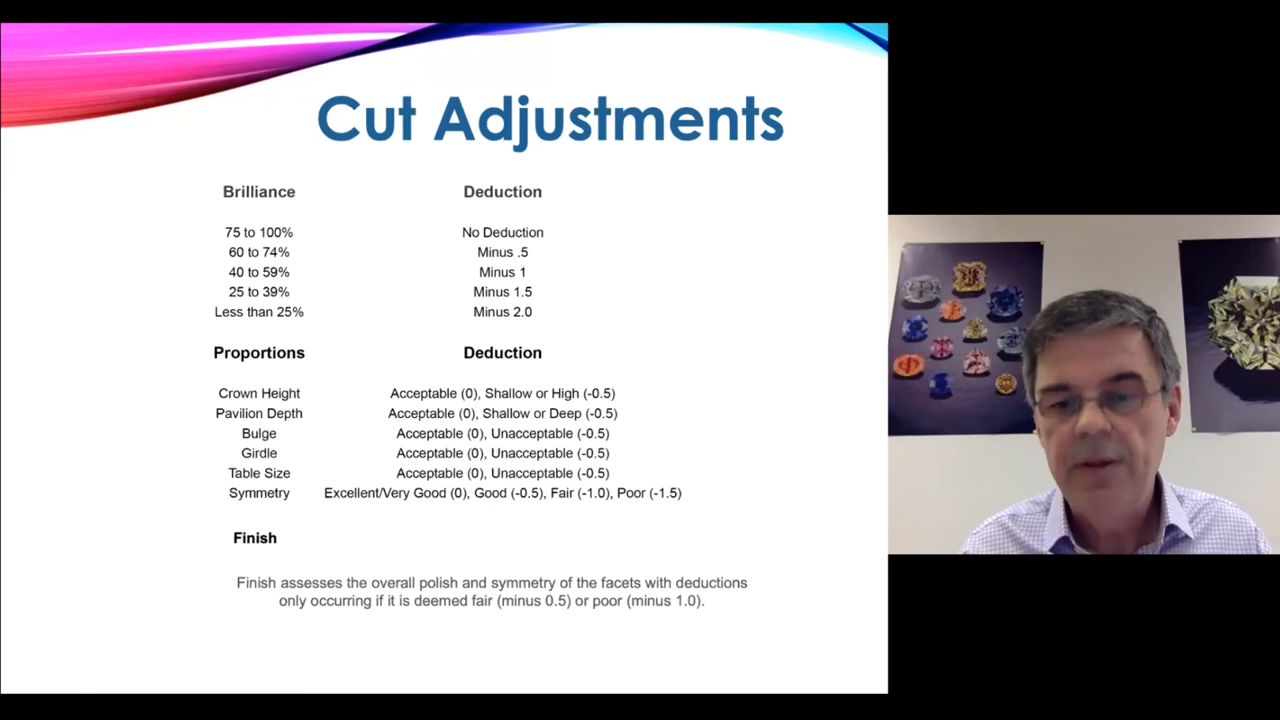 Cut Adjustments
Brilliance Deduction
75 to 100% No Deduction
60 to 74% Minus .5
40 to 59% Minus 1
25 to 39% Minus 1.5
Less than 25% Minus 2.0
Proportions Deduction
Crown Height Acceptable (0), Shallow or High (-0.5)
Pavilion Depth Acceptable (0), Shallow or Deep (-0.5)
Bulge Acceptable (0), Unacceptable (-0.5)
Girdle Acceptable (0), Unacceptable (-0.5)
Table Size Acceptable (0), Unacceptable (-0.5)
Symmetry Excellent/Very Good (0), Good (-0.5), Fair (-1.0), Poor (-1.5)
Finish
Finish assesses the overall polish and symmetry of the facets with deductions
only occurring if it is deemed fair (minus 0.5) or poor (minus 1.0).